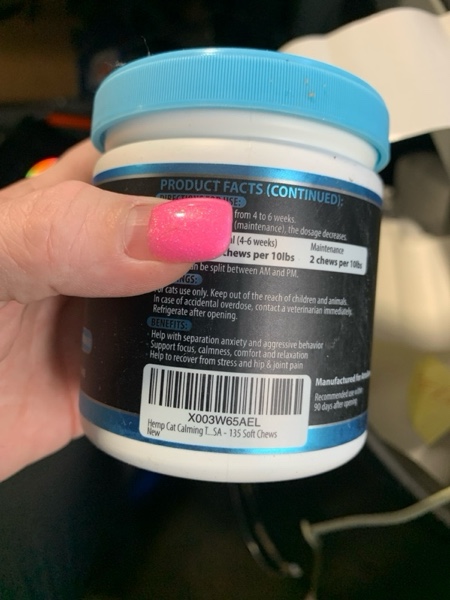 PRODUCT FACTS (CONTINUED):
from 4 to 6 weeks.
(maintenance), the dosage decreases.
(4-6 weeks) Maintenance
chews per 10lbs 2 chews per 10lbs
can be split between AM and PM.
cats use only. Keep out of the reach of children and animals.
In case of accidental overdose, contact a veterinarian immediately.
Refrigerate after opening.
BENEFITS:
· Help with separation anxiety and aggressive behavior
· Support focus, calmness, comfort and relaxation
· Help to recover from stress and hip & joint pain
Manufactured for
Recommended use within
90 days after opening
X003W65AEL
Hemp Cat Calming T...SA - 135 Soft Chews
New